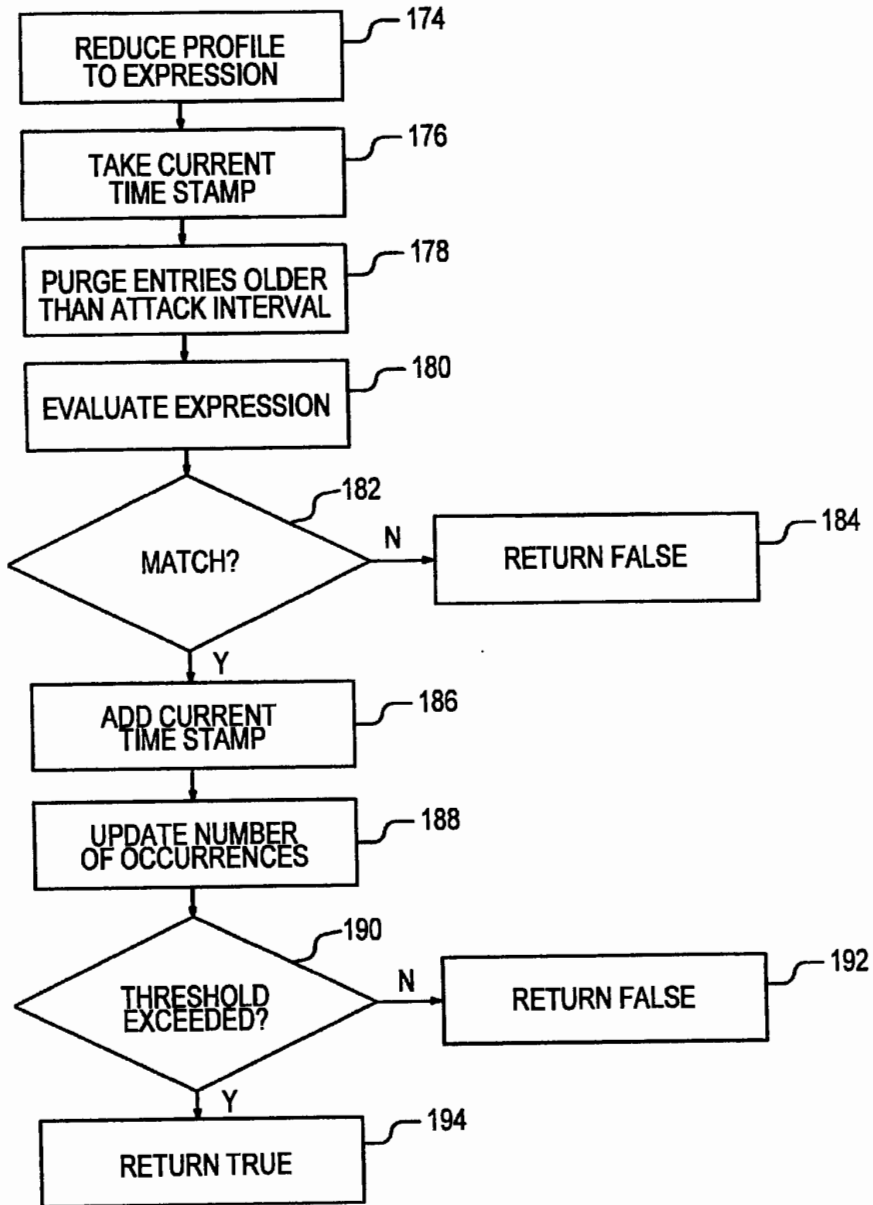 174
REDUCE PROFILE
TO EXPRESSION
176
TAKE CURRENT
TIME STAMP
178
PURGE ENTRIES OLDER
THAN ATTACK INTERVAL
180
EVALUATE EXPRESSION
182
MATCH?
N
184
RETURN FALSE
Y
186
ADD CURRENT
TIME STAMP
188
UPDATE NUMBER
OF OCCURRENCES
190
THRESHOLD
EXCEEDED?
N
192
RETURN FALSE
Y
194
RETURN TRUE